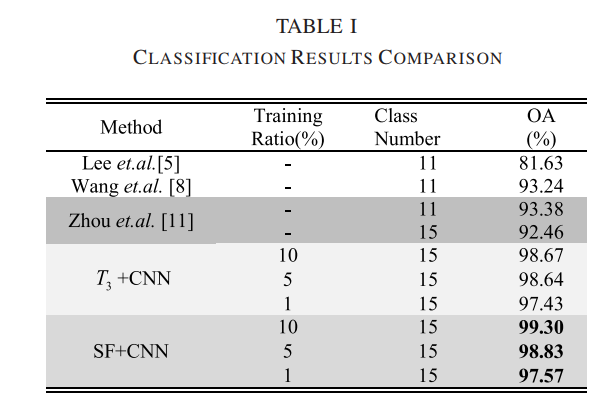 TABLE I
CLASSIFICATION RESULTS COMPARISON
Method Training Ratio(%) Class Number OA (%)
Lee et.al.[5] - 11 81.63
Wang et.al. [8] - 11 93.24
Zhou et.al. [11] - 11 93.38
- 15 92.46
T3 +CNN 10 15 98.67
5 15 98.64
1 15 97.43
SF+CNN 10 15 99.30
5 15 98.83
1 15 97.57